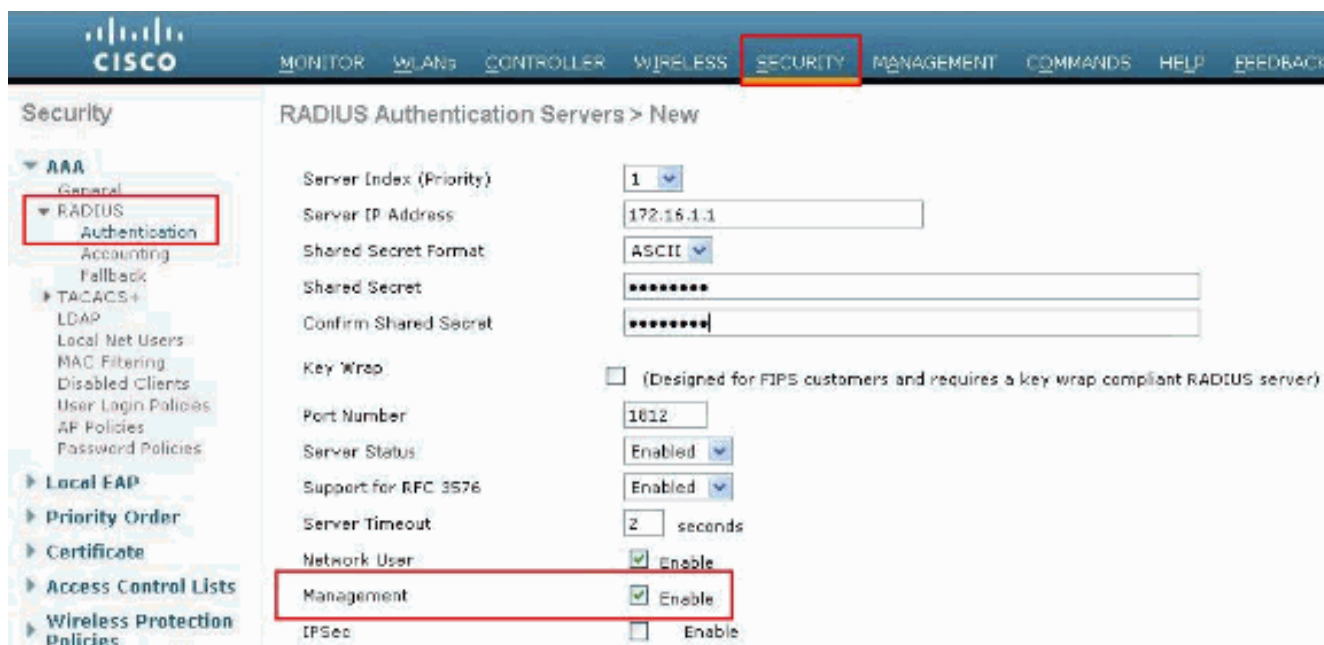 CISCO
MONITOR WLANs CONTROLLER WIRELESS SECURITY MANAGEMENT COMMANDS HELP FEEDBACK
Security
AAA
General
RADIUS
Authentication
Accounting
Fallback
TACACS+
LDAP
Local Net Users
MAC Filtering
Disabled Clients
User Login Policies
AP Policies
Password Policies
Local EAP
Priority Order
Certificate
Access Control Lists
Wireless Protection
Policies
RADIUS Authentication Servers > New
Server Index (Priority) 1
Server IP Address 172.16.1.1
Shared Secret Format ASCII
Shared Secret ••••••••
Confirm Shared Secret ••••••••
Key Wrap (Designed for FIPS customers and requires a key wrap compliant RADIUS server)
Port Number 1812
Server Status Enabled
Support for RFC 3576 Enabled
Server Timeout 2 seconds
Network User Enable
Management Enable
IPSec Enable